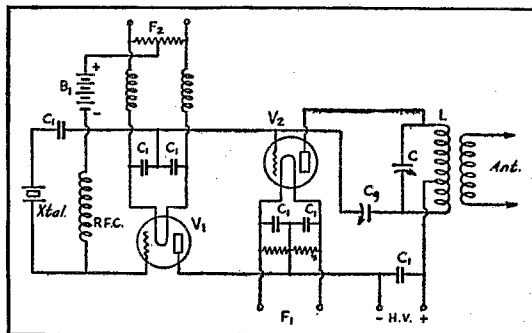 F2
B1
+
-
C1
V2
L
C1
C1
C
Ant.
Xtal.
R.F.C.
V1
C1
C1
Cg
C1
F1
- H.V. +